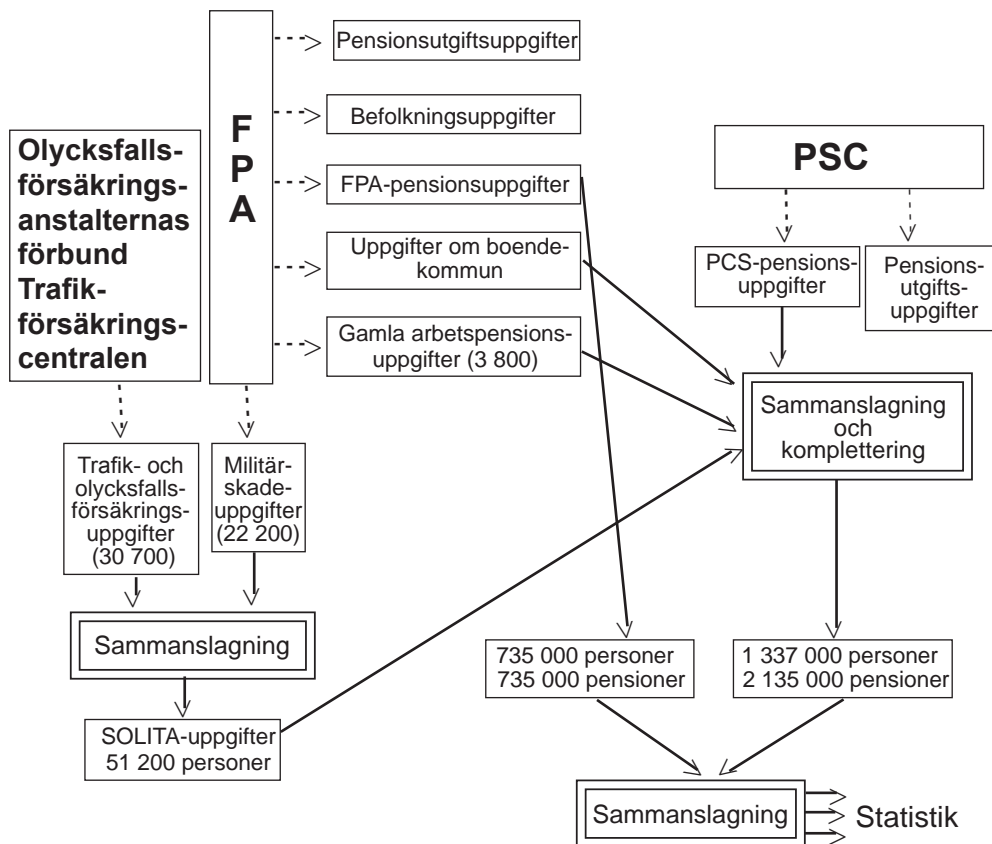 Olycksfalls-
försäkrings-
anstalternas
förbund
Trafik-
försäkrings-
centralen
F
P
A
Pensionsutgiftsuppgifter
Befolkningsuppgifter
FPA-pensionsuppgifter
Uppgifter om boende-
kommun
Gamla arbetspensions-
uppgifter (3 800)
PSC
PCS-pensions-
uppgifter
Pensions-
utgifts-
uppgifter
Sammanslagning
och
komplettering
Trafik- och
olycksfalls-
försäkrings-
uppgifter
(30 700)
Militär-
skade-
uppgifter
(22 200)
Sammanslagning
SOLITA-uppgifter
51 200 personer
735 000 personer
735 000 pensioner
1 337 000 personer
2 135 000 pensioner
Sammanslagning
Statistik